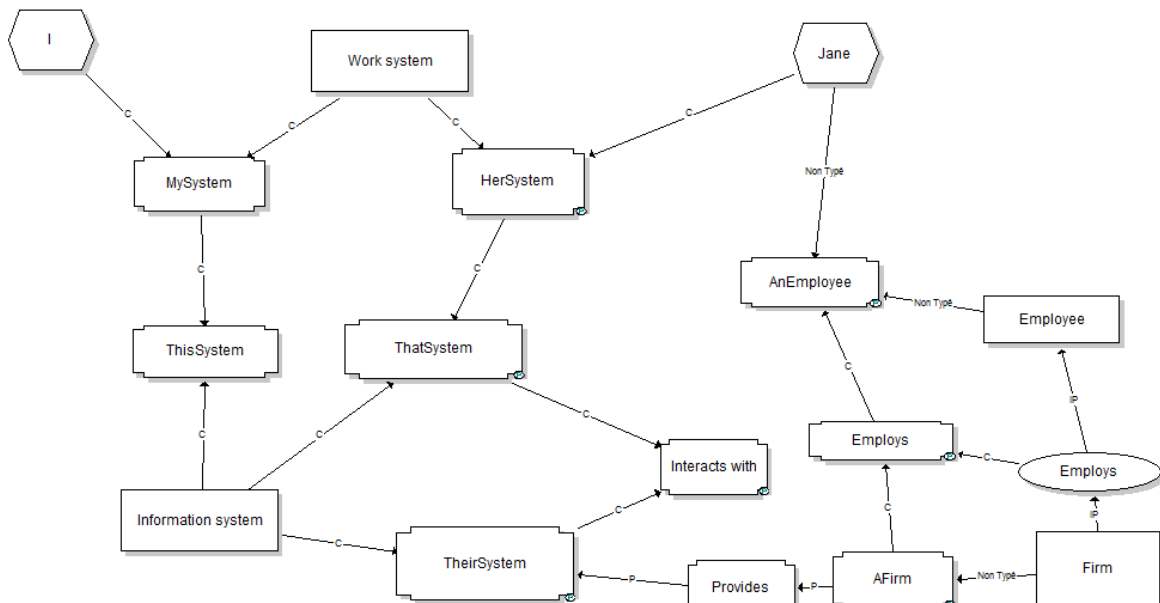 I
Work system
Jane
C
C
C
C
MySystem
HerSystem
Non Typé
C
C
AnEmployee
Non Typé
Employee
ThisSystem
ThatSystem
C
IP
C
C
C
Employs
C
Employs
Interacts with
Information system
C
C
IP
C
TheirSystem
P
Provides
P
AFirm
Non Typé
Firm